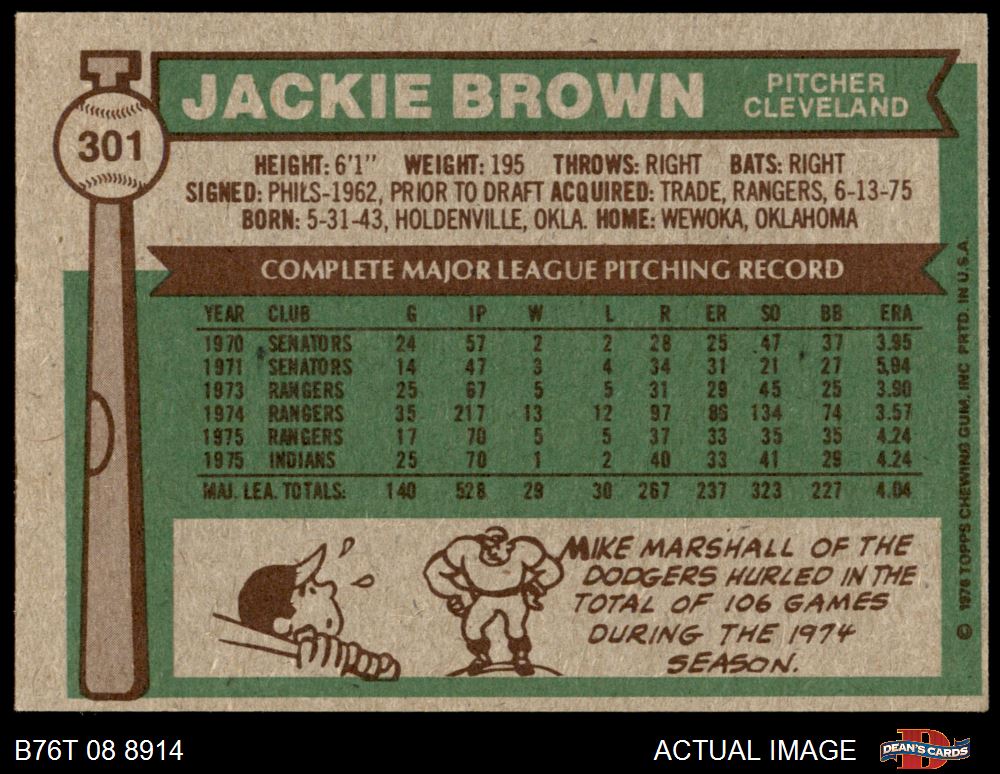 JACKIE BROWN
PITCHER
CLEVELAND
301
HEIGHT: 6'1" WEIGHT: 195 THROWS: RIGHT BATS: RIGHT
SIGNED: PHILS-1962, PRIOR TO DRAFT ACQUIRED: TRADE, RANGERS, 6-13-75
BORN: 5-31-43, HOLDENVILLE, OKLA. HOME: WEWOKA, OKLAHOMA
COMPLETE MAJOR LEAGUE PITCHING RECORD
YEAR CLUB G IP W L R ER SO BB ERA
1970 SENATORS 24 57 2 2 28 25 47 37 3.95
1971 SENATORS 14 47 3 4 34 31 21 27 5.94
1973 RANGERS 25 67 5 5 31 29 45 25 3.90
1974 RANGERS 35 217 13 12 97 86 134 74 3.57
1975 RANGERS 17 70 5 5 37 33 35 35 4.24
1975 INDIANS 25 70 1 2 40 33 41 29 4.24
MAJ. LEA. TOTALS: 140 528 29 30 267 237 323 227 4.04
MIKE MARSHALL OF THE
DODGERS HURLED IN THE
TOTAL OF 106 GAMES
DURING THE 1974
SEASON.
© 1976 TOPPS CHEWING GUM, INC PRTD. IN U.S.A.
B76T 08 8914
ACTUAL IMAGE
DEAN'S CARDS